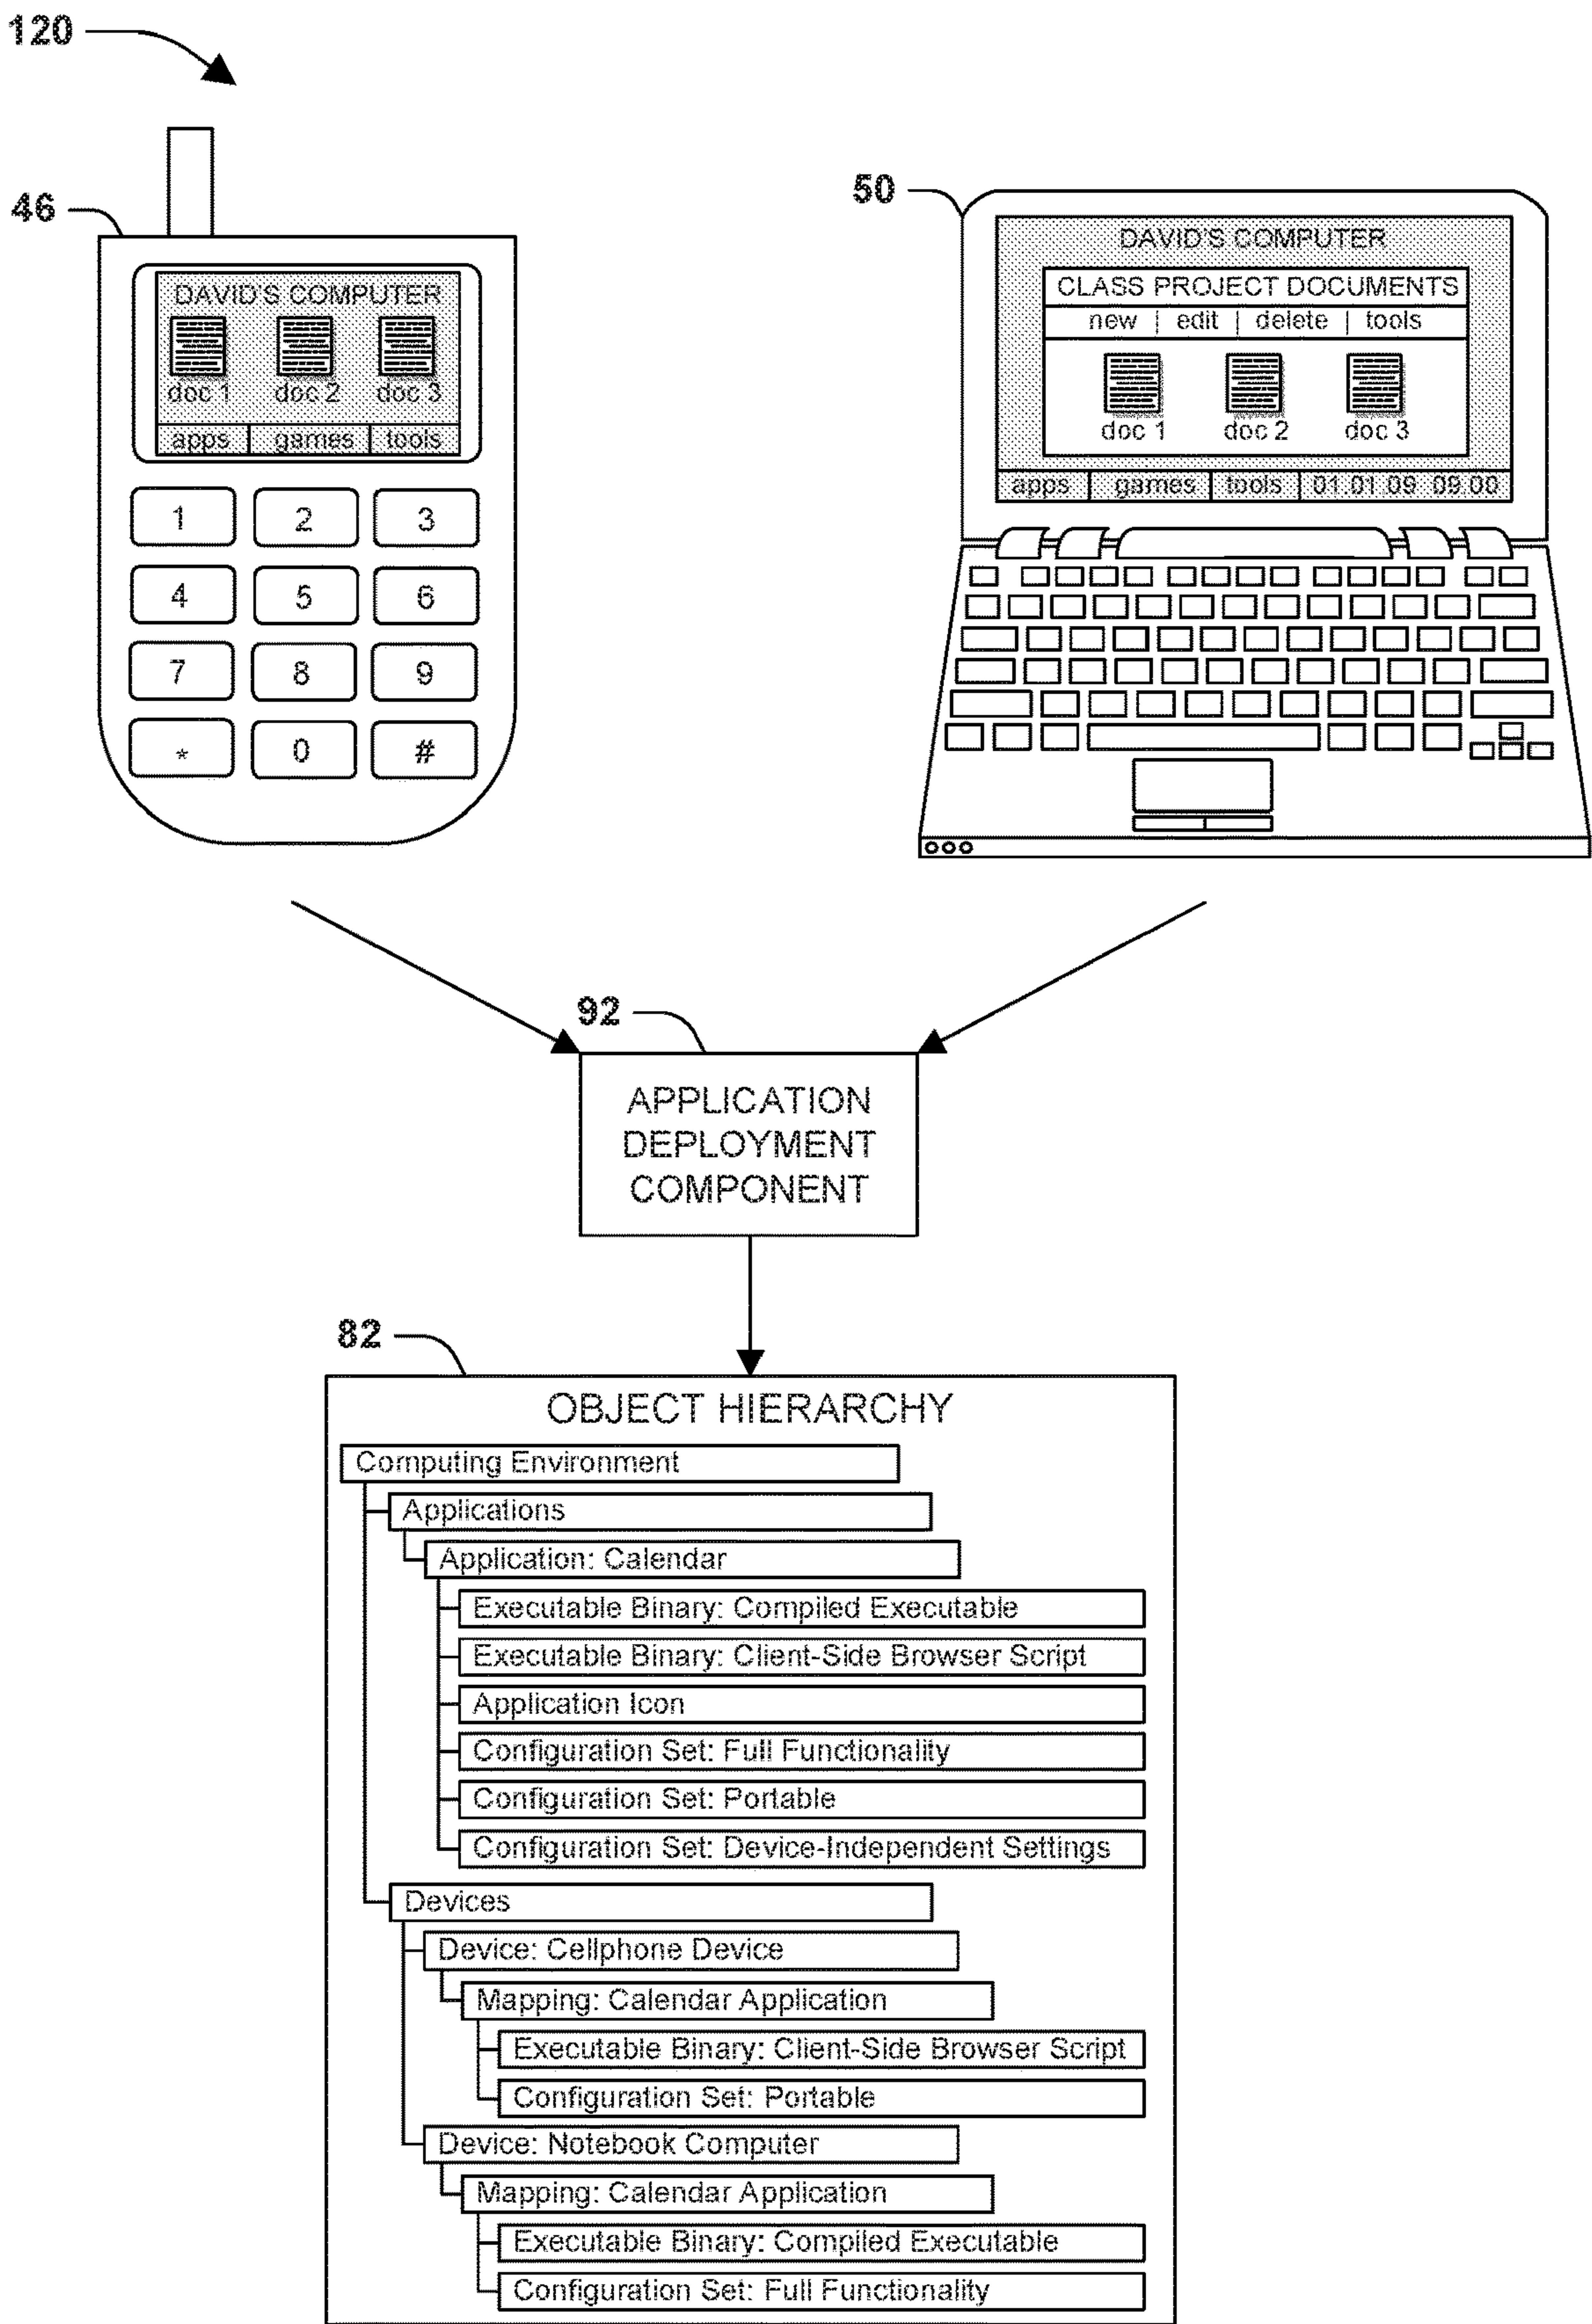 120
46
DAVID'S COMPUTER
doc 1 doc 2 doc 3
apps games tools
1 2 3
4 5 6
7 8 9
* 0 #
50
DAVID'S COMPUTER
CLASS PROJECT DOCUMENTS
new | edit | delete | tools
doc 1 doc 2 doc 3
apps games tools 01.01.09 09:00
92
APPLICATION
DEPLOYMENT
COMPONENT
82
OBJECT HIERARCHY
Computing Environment
Applications
Application: Calendar
Executable Binary: Compiled Executable
Executable Binary: Client-Side Browser Script
Application Icon
Configuration Set: Full Functionality
Configuration Set: Portable
Configuration Set: Device-Independent Settings
Devices
Device: Cellphone Device
Mapping: Calendar Application
Executable Binary: Client-Side Browser Script
Configuration Set: Portable
Device: Notebook Computer
Mapping: Calendar Application
Executable Binary: Compiled Executable
Configuration Set: Full Functionality